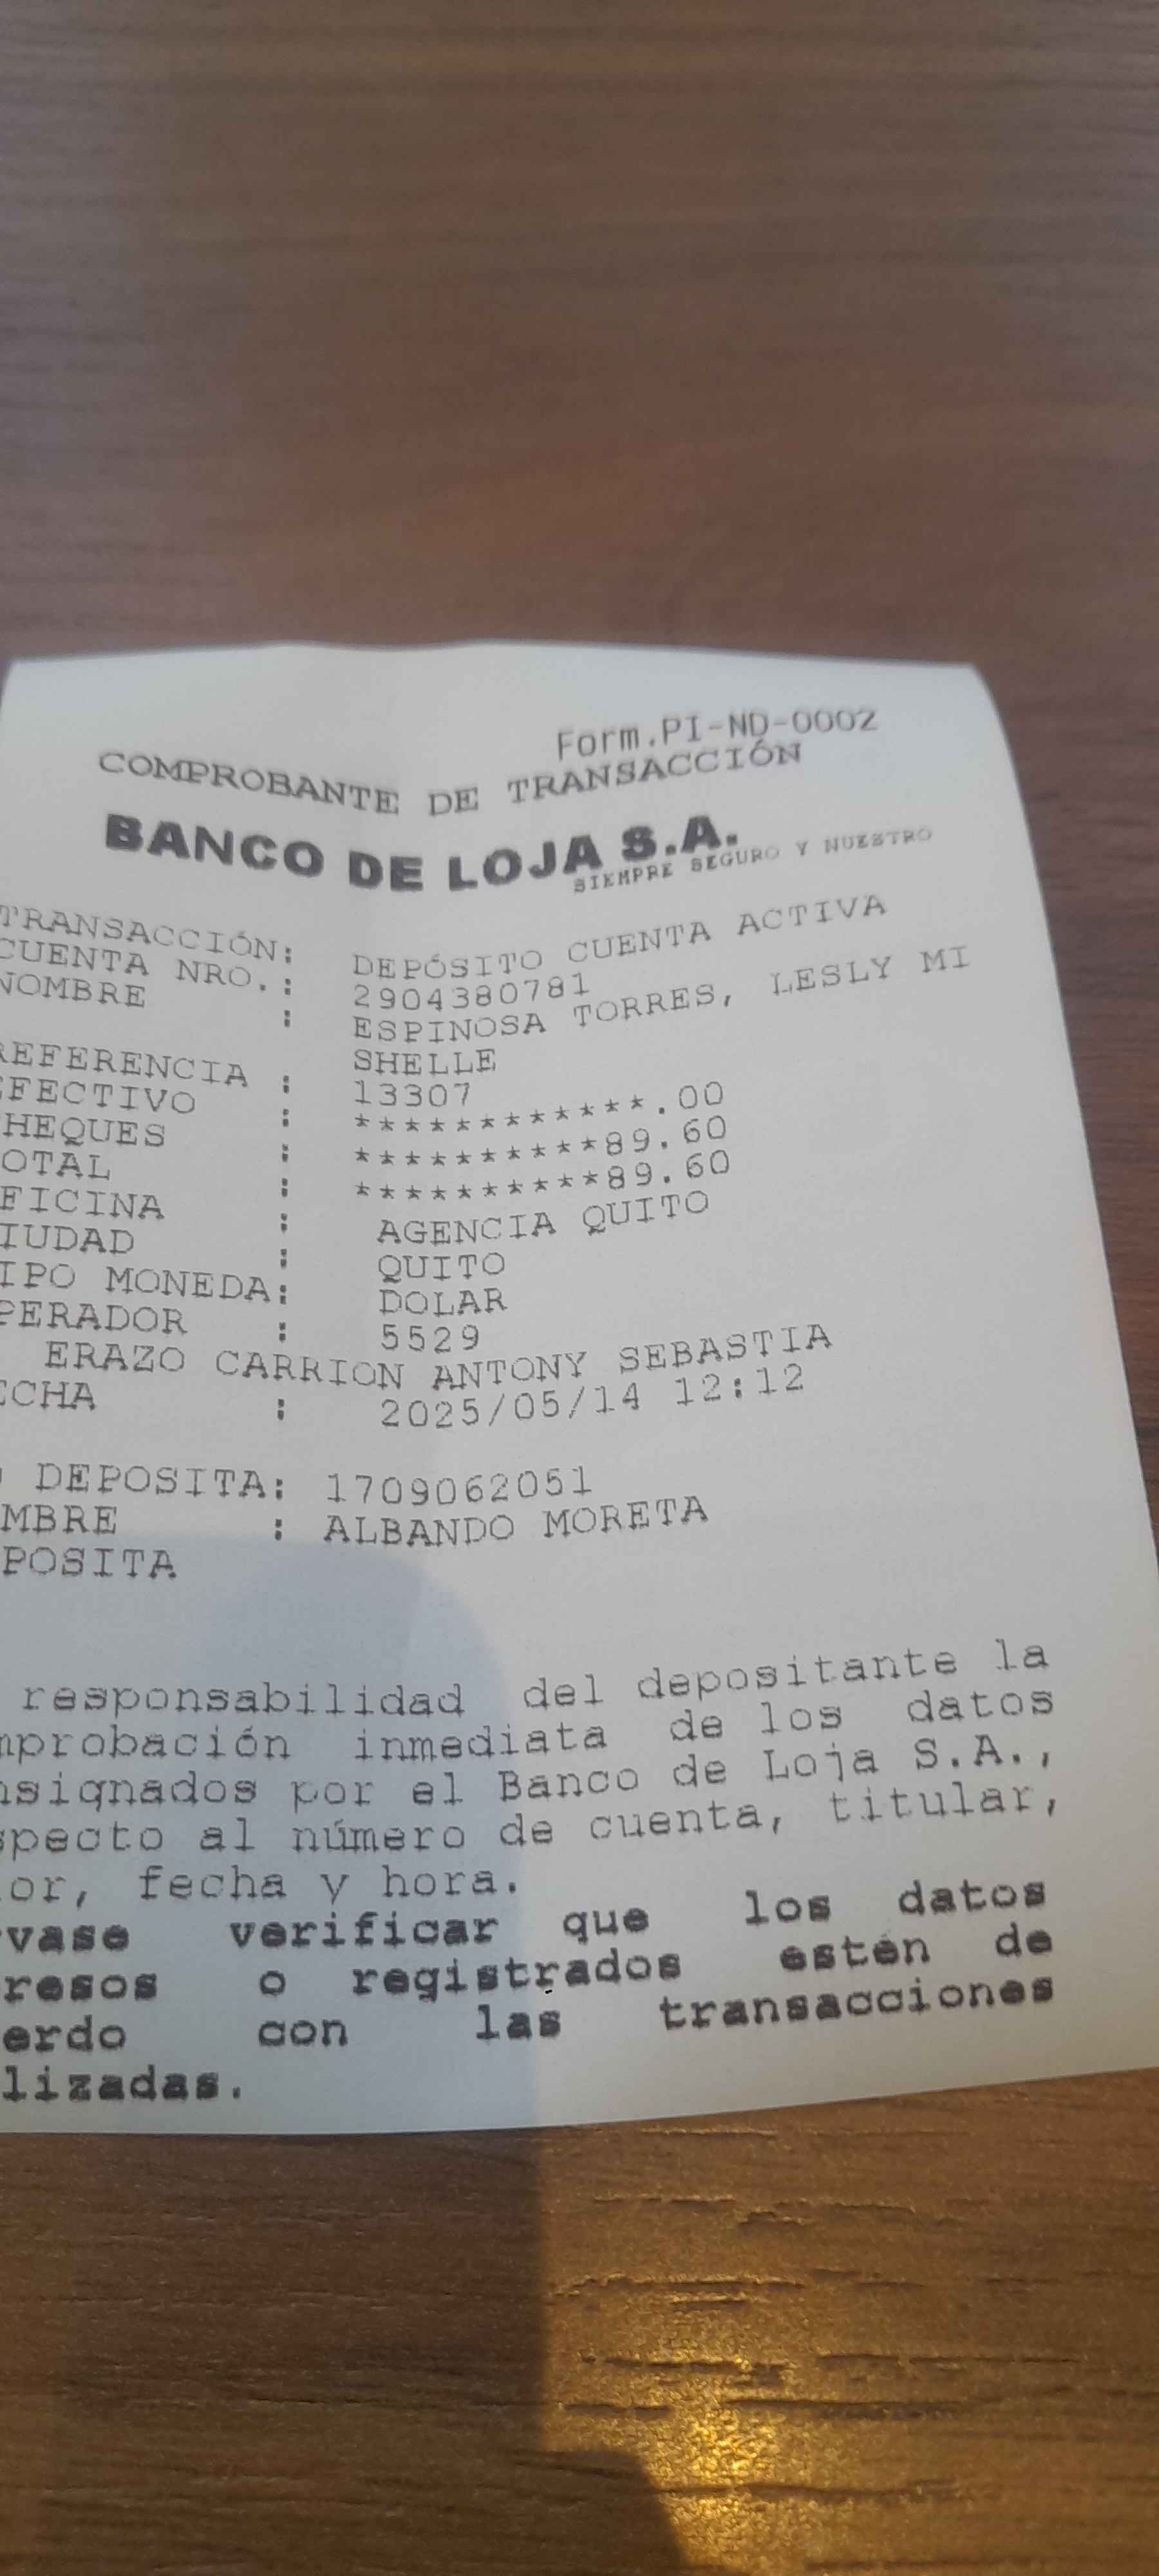 Form.PI-ND-0002
COMPROBANTE DE TRANSACCIÓN
BANCO DE LOJA S.A.
SIEMPRE SEGURO Y NUESTRO
TRANSACCIÓN: DEPÓSITO CUENTA ACTIVA
CUENTA NRO. : 2904380781
NOMBRE : ESPINOSA TORRES, LESLY MI
SHELLE
REFERENCIA : 13307
EFECTIVO : ************.00
HEQUES : **********89.60
OTAL : **********89.60
FICINA : AGENCIA QUITO
IUDAD : QUITO
IPO MONEDA: DOLAR
PERADOR : 5529
ERAZO CARRION ANTONY SEBASTIA
ECHA : 2025/05/14 12:12
DEPOSITA: 1709062051
MBRE : ALBANDO MORETA
POSITA
responsabilidad del depositante la
mprobación inmediata de los datos
nsignados por el Banco de Loja S.A.,
specto al número de cuenta, titular,
or, fecha y hora.
rvase verificar que los datos
resos o registrados estén de
erdo con las transacciones
lizadas.